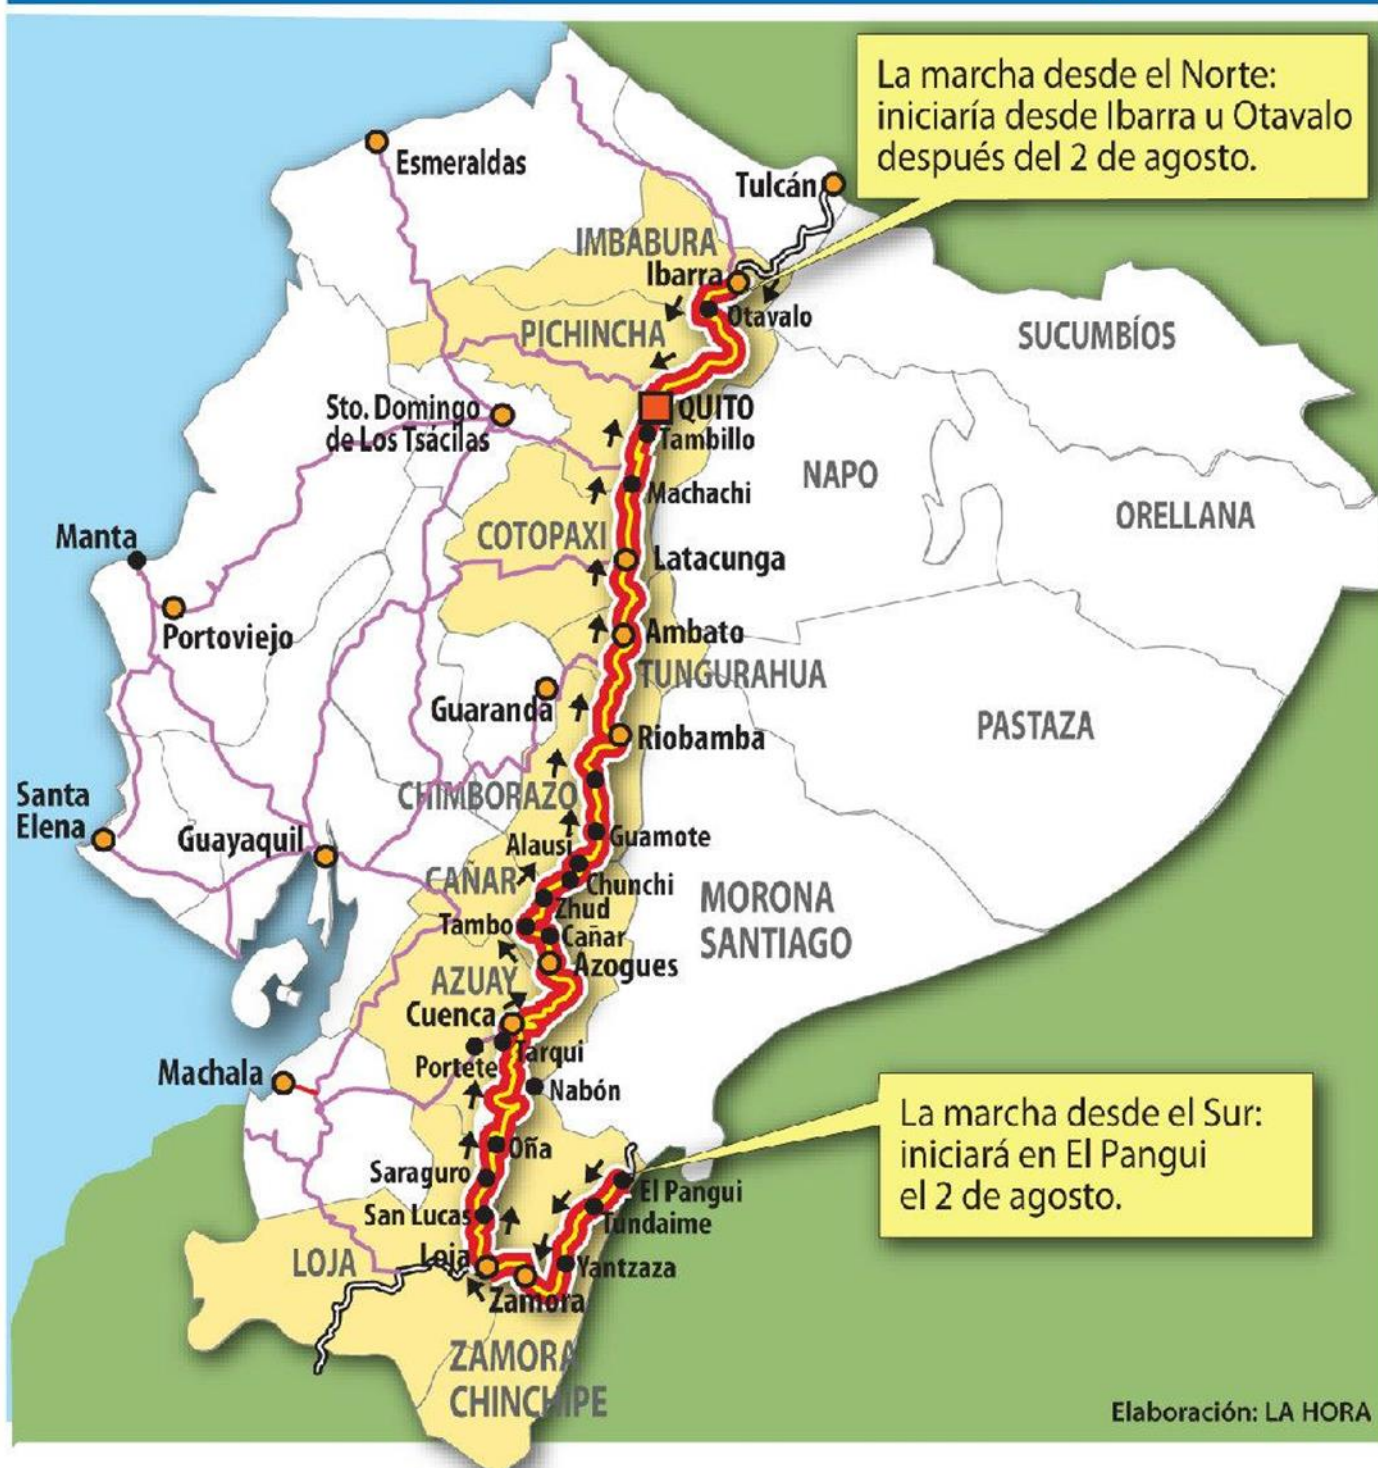 La marcha desde el Norte:
iniciaría desde Ibarra u Otavalo
después del 2 de agosto.
Esmeraldas
Tulcán
IMBABURA
Ibarra
Otavalo
PICHINCHA
SUCUMBÍOS
Sto. Domingo
de Los Tsácilas
QUITO
Tambillo
NAPO
Machachi
ORELLANA
COTOPAXI
Manta
Latacunga
Portoviejo
Ambato
TUNGURAHUA
Guaranda
PASTAZA
Riobamba
CHIMBORAZO
Santa
Elena
Guayaquil
Alausí
Guamote
CAÑAR
Chunchi
MORONA
SANTIAGO
Zhud
Tambo
Cañar
Azogues
AZUAY
Cuenca
Tarqui
Portete
Machala
Nabón
La marcha desde el Sur:
iniciará en El Pangui
el 2 de agosto.
Oña
Saraguro
El Pangui
San Lucas
Tundaime
Loja
LOJA
Yantzaza
Zamora
ZAMORA
CHINCHIPE
Elaboración: LA HORA